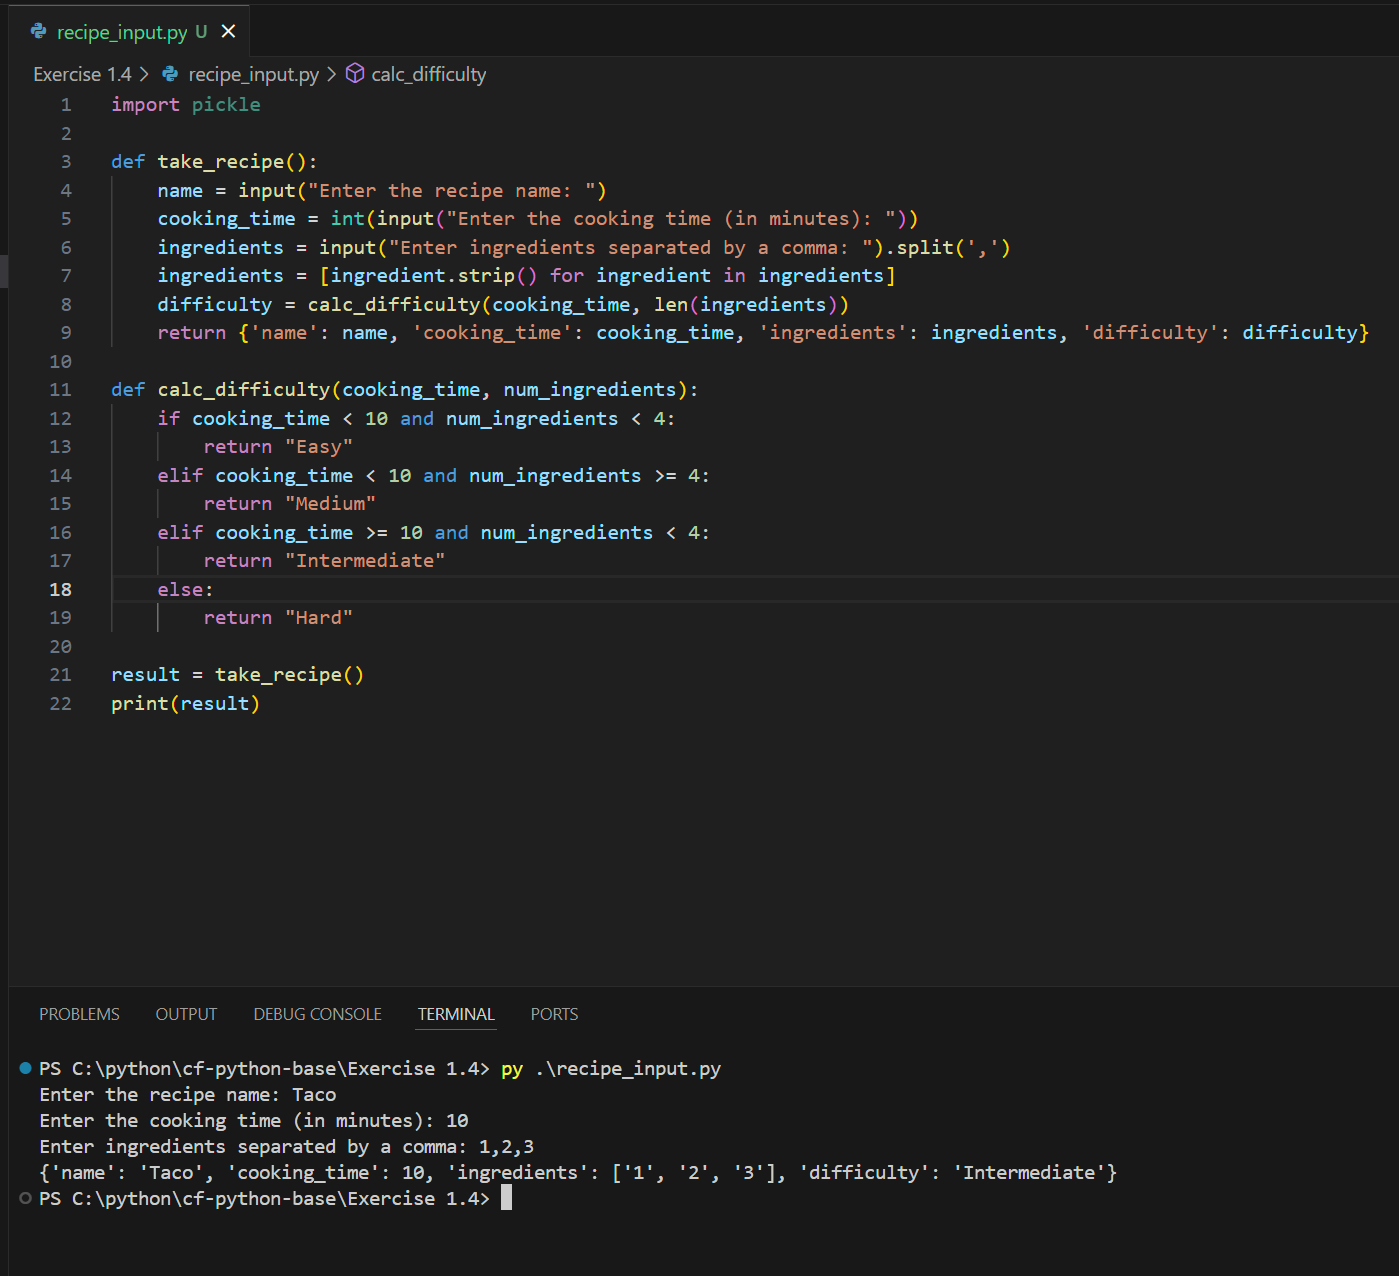 recipe_input.py U
Exercise 1.4 > recipe_input.py > calc_difficulty
1 import pickle
2
3 def take_recipe():
4     name = input("Enter the recipe name: ")
5     cooking_time = int(input("Enter the cooking time (in minutes): "))
6     ingredients = input("Enter ingredients separated by a comma: ").split(',')
7     ingredients = [ingredient.strip() for ingredient in ingredients]
8     difficulty = calc_difficulty(cooking_time, len(ingredients))
9     return {'name': name, 'cooking_time': cooking_time, 'ingredients': ingredients, 'difficulty': difficulty}
10
11 def calc_difficulty(cooking_time, num_ingredients):
12     if cooking_time < 10 and num_ingredients < 4:
13         return "Easy"
14     elif cooking_time < 10 and num_ingredients >= 4:
15         return "Medium"
16     elif cooking_time >= 10 and num_ingredients < 4:
17         return "Intermediate"
18     else:
19         return "Hard"
20
21 result = take_recipe()
22 print(result)
PROBLEMS OUTPUT DEBUG CONSOLE TERMINAL PORTS
PS C:\python\cf-python-base\Exercise 1.4> py .\recipe_input.py
Enter the recipe name: Taco
Enter the cooking time (in minutes): 10
Enter ingredients separated by a comma: 1,2,3
{'name': 'Taco', 'cooking_time': 10, 'ingredients': ['1', '2', '3'], 'difficulty': 'Intermediate'}
PS C:\python\cf-python-base\Exercise 1.4>